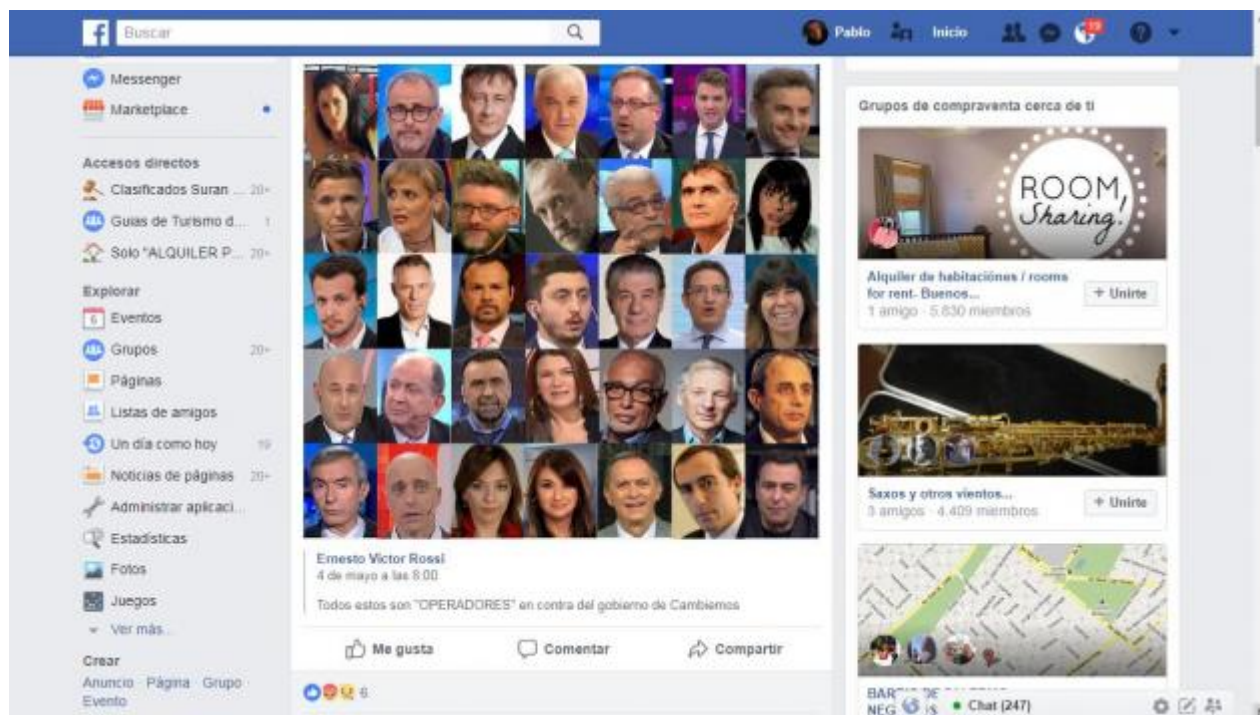 Buscar
Pablo
Inicio
19
Messenger
Marketplace
Accesos directos
Clasificados Suran ... 20+
Guias de Turismo d... 1
Solo "ALQUILER P... 20+
Explorar
6 Eventos
Grupos 20+
Páginas
Listas de amigos
Un día como hoy 19
Noticias de páginas 20+
Administrar aplicaci...
Estadísticas
Fotos
Juegos
Ver más...
Crear
Anuncio Página Grupo
Evento
Ernesto Victor Rossi
4 de mayo a las 8:00
Todos estos son "OPERADORES" en contra del gobierno de Cambiemos
Me gusta Comentar Compartir
6
Grupos de compraventa cerca de ti
ROOM
Sharing!
Alquiler de habitaciónes / rooms
for rent- Buenos...
1 amigo · 5.830 miembros
+ Unirte
Saxos y otros vientos...
3 amigos · 4.409 miembros
+ Unirte
Chat (247)